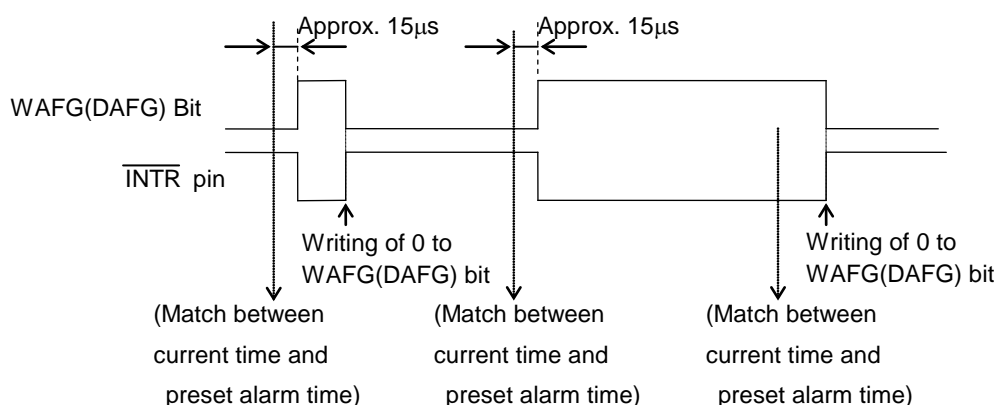 Approx. 15μs
Approx. 15μs
WAFG(DAFG) Bit
INTR pin
Writing of 0 to
WAFG(DAFG) bit
Writing of 0 to
WAFG(DAFG) bit
(Match between
current time and
preset alarm time)
(Match between
current time and
preset alarm time)
(Match between
current time and
preset alarm time)